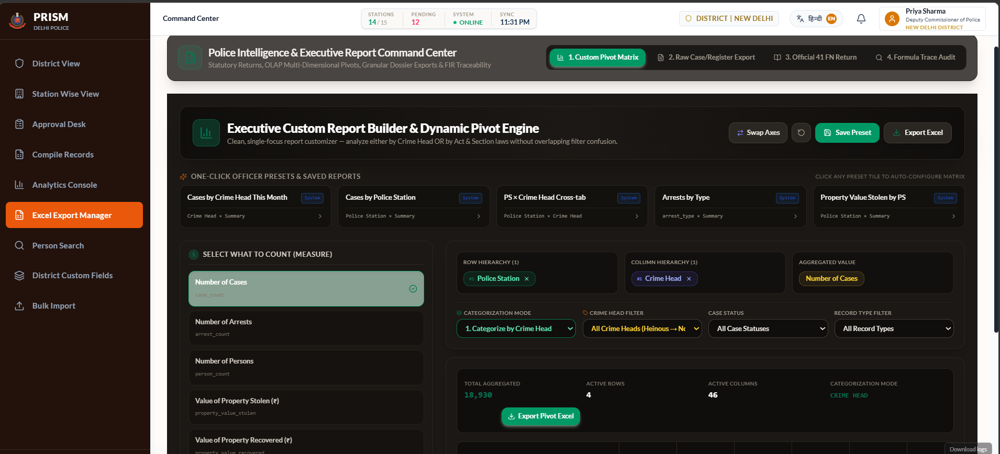 PRISM
DELHI POLICE
District View
Station Wise View
Approval Desk
Compile Records
Analytics Console
Excel Export Manager
Person Search
District Custom Fields
Bulk Import
Command Center
STATIONS
14 / 15
PENDING
12
SYSTEM
ONLINE
SYNC
11:31 PM
DISTRICT | NEW DELHI
हिन्दी EN
Priya Sharma
Deputy Commissioner of Police
NEW DELHI DISTRICT
Police Intelligence & Executive Report Command Center
Statutory Returns, OLAP Multi-Dimensional Pivots, Granular Dossier Exports & FIR Traceability
1. Custom Pivot Matrix
2. Raw Case/Register Export
3. Official 41 FN Return
4. Formula Trace Audit
Executive Custom Report Builder & Dynamic Pivot Engine
Clean, single-focus report customizer — analyze either by Crime Head OR by Act & Section laws without overlapping filter confusion.
Swap Axes
Save Preset
Export Excel
ONE-CLICK OFFICER PRESETS & SAVED REPORTS
CLICK ANY PRESET TILE TO AUTO-CONFIGURE MATRIX
Cases by Crime Head This Month System
Crime Head × Summary
Cases by Police Station System
Police Station × Summary
PS × Crime Head Cross-tab System
Police Station × Crime Head
Arrests by Type System
arrest_type × Summary
Property Value Stolen by PS System
Police Station × Summary
1 SELECT WHAT TO COUNT (MEASURE)
Number of Cases
case_count
Number of Arrests
arrest_count
Number of Persons
person_count
Value of Property Stolen (₹)
property_value_stolen
Value of Property Recovered (₹)
property_value_recovered
ROW HIERARCHY (1)
#1 Police Station ×
COLUMN HIERARCHY (1)
#1 Crime Head ×
AGGREGATED VALUE
Number of Cases
CATEGORIZATION MODE
1. Categorize by Crime Head
CRIME HEAD FILTER
All Crime Heads (Heinous → Nc
CASE STATUS
All Case Statuses
RECORD TYPE FILTER
All Record Types
TOTAL AGGREGATED
18,930
ACTIVE ROWS
4
ACTIVE COLUMNS
46
CATEGORIZATION MODE
CRIME HEAD
Export Pivot Excel
Download logs